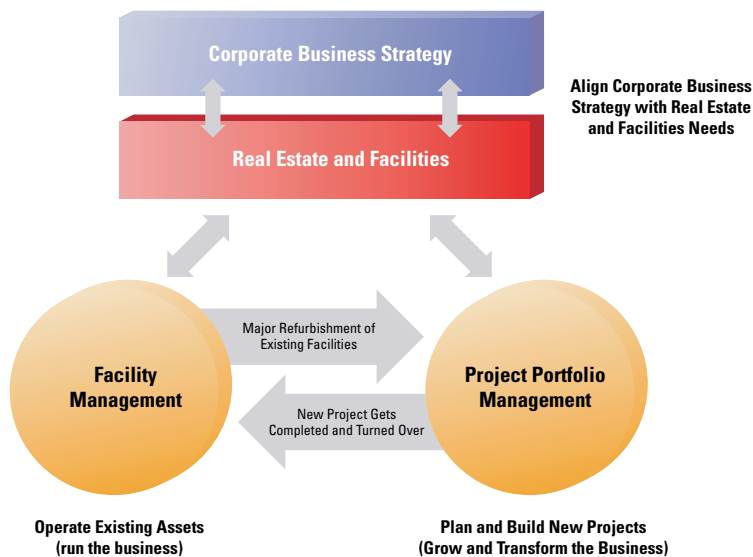 Corporate Business Strategy
Align Corporate Business
Strategy with Real Estate
and Facilities Needs
Real Estate and Facilities
Major Refurbishment of
Existing Facilities
Facility
Management
Project Portfolio
Management
New Project Gets
Completed and Turned Over
Operate Existing Assets
(run the business)
Plan and Build New Projects
(Grow and Transform the Business)